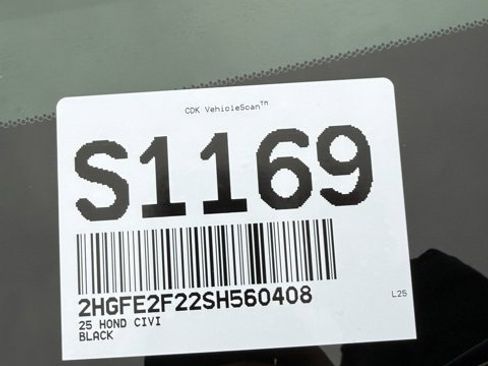 CDK VehicleScan™
S1169
2HGFE2F22SH560408
25 HOND CIVI
L25
BLACK